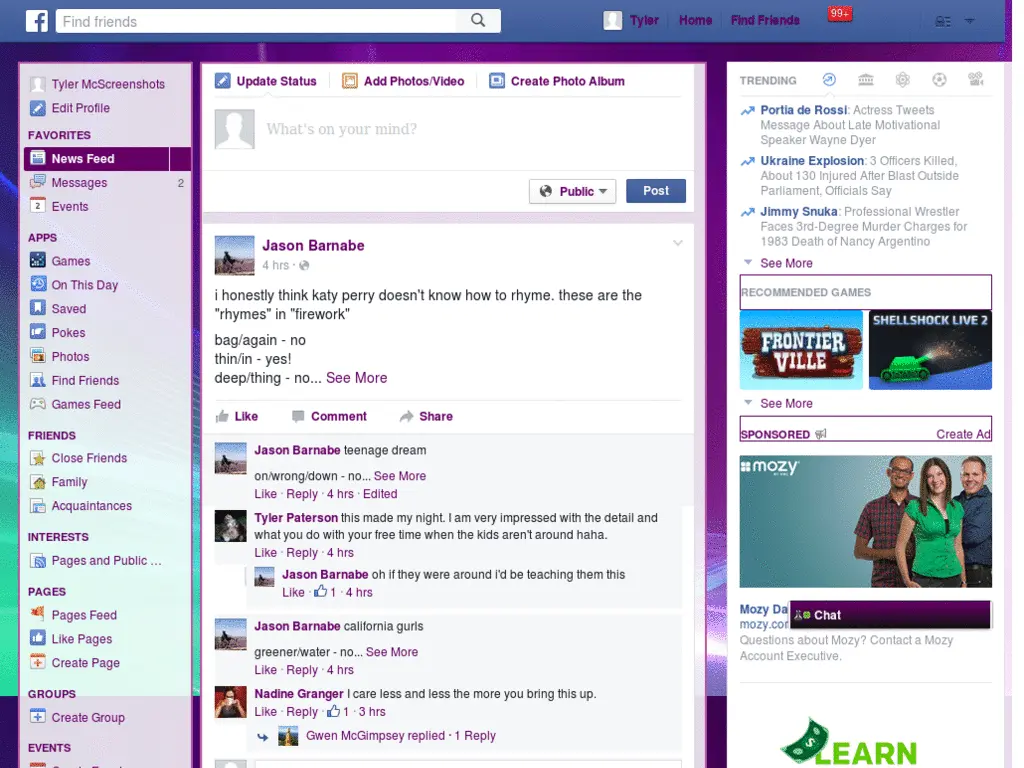 Find friends
Tyler
Home
Find Friends
99+
Tyler McScreenshots
Edit Profile
FAVORITES
News Feed
Messages 2
2 Events
APPS
Games
On This Day
Saved
Pokes
Photos
Find Friends
Games Feed
FRIENDS
Close Friends
Family
Acquaintances
INTERESTS
Pages and Public ...
PAGES
Pages Feed
Like Pages
Create Page
GROUPS
Create Group
EVENTS
Update Status
Add Photos/Video
Create Photo Album
What's on your mind?
Public
Post
Jason Barnabe
4 hrs ·
i honestly think katy perry doesn't know how to rhyme. these are the
"rhymes" in "firework"
bag/again - no
thin/in - yes!
deep/thing - no... See More
Like
Comment
Share
Jason Barnabe teenage dream
on/wrong/down - no... See More
Like · Reply · 4 hrs · Edited
Tyler Paterson this made my night. I am very impressed with the detail and
what you do with your free time when the kids aren't around haha.
Like · Reply · 4 hrs
Jason Barnabe oh if they were around i'd be teaching them this
Like · 1 · 4 hrs
Jason Barnabe california gurls
greener/water - no... See More
Like · Reply · 4 hrs
Nadine Granger I care less and less the more you bring this up.
Like · Reply · 1 · 3 hrs
Gwen McGimpsey replied · 1 Reply
TRENDING
Portia de Rossi: Actress Tweets
Message About Late Motivational
Speaker Wayne Dyer
Ukraine Explosion: 3 Officers Killed,
About 130 Injured After Blast Outside
Parliament, Officials Say
Jimmy Snuka: Professional Wrestler
Faces 3rd-Degree Murder Charges for
1983 Death of Nancy Argentino
See More
RECOMMENDED GAMES
FRONTIER
VILLE
SHELLSHOCK LIVE 2
See More
SPONSORED
Create Ad
mozy
Mozy Da
mozy.com
Chat
Questions about Mozy? Contact a Mozy
Account Executive.
LEARN